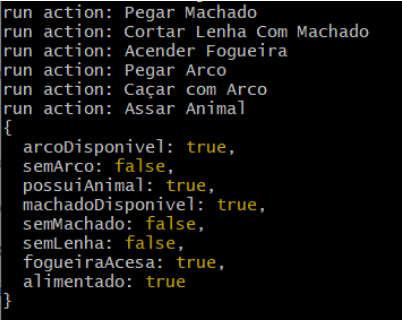 run action: Pegar Machado
run action: Cortar Lenha Com Machado
run action: Acender Fogueira
run action: Pegar Arco
run action: Caçar com Arco
run action: Assar Animal
{
  arcoDisponivel: true,
  semArco: false,
  possuiAnimal: true,
  machadoDisponivel: true,
  semMachado: false,
  semLenha: false,
  fogueiraAcesa: true,
  alimentado: true
}